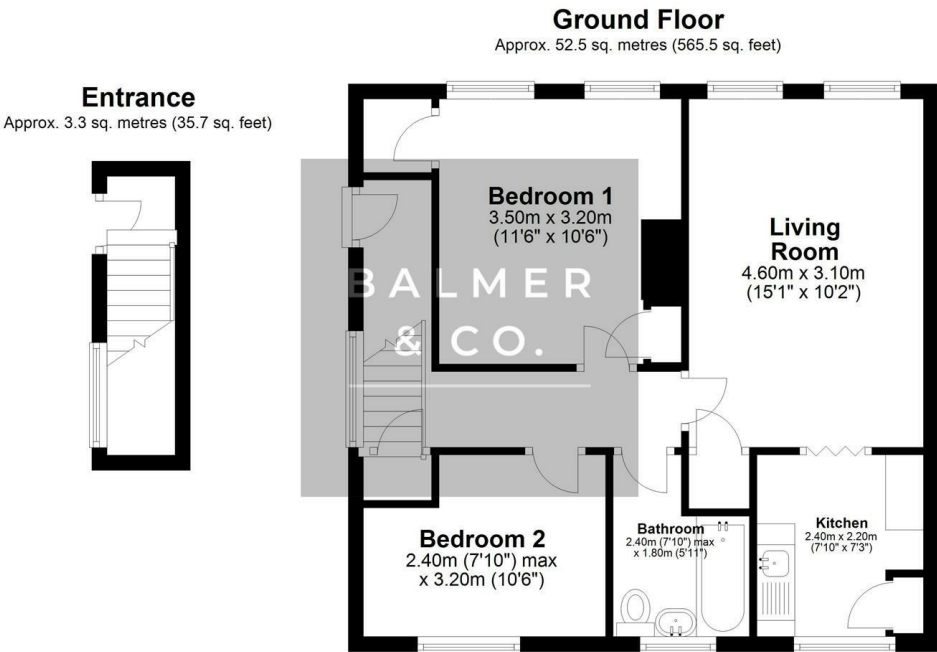 Ground Floor
Approx. 52.5 sq. metres (565.5 sq. feet)
Entrance
Approx. 3.3 sq. metres (35.7 sq. feet)
Bedroom 1
3.50m x 3.20m
(11'6" x 10'6")
Living
Room
4.60m x 3.10m
(15'1" x 10'2")
BALMER
& CO.
Bedroom 2
2.40m (7'10") max
x 3.20m (10'6")
Bathroom
2.40m (7'10") max
x 1.80m (5'11")
Kitchen
2.40m x 2.20m
(7'10" x 7'3")